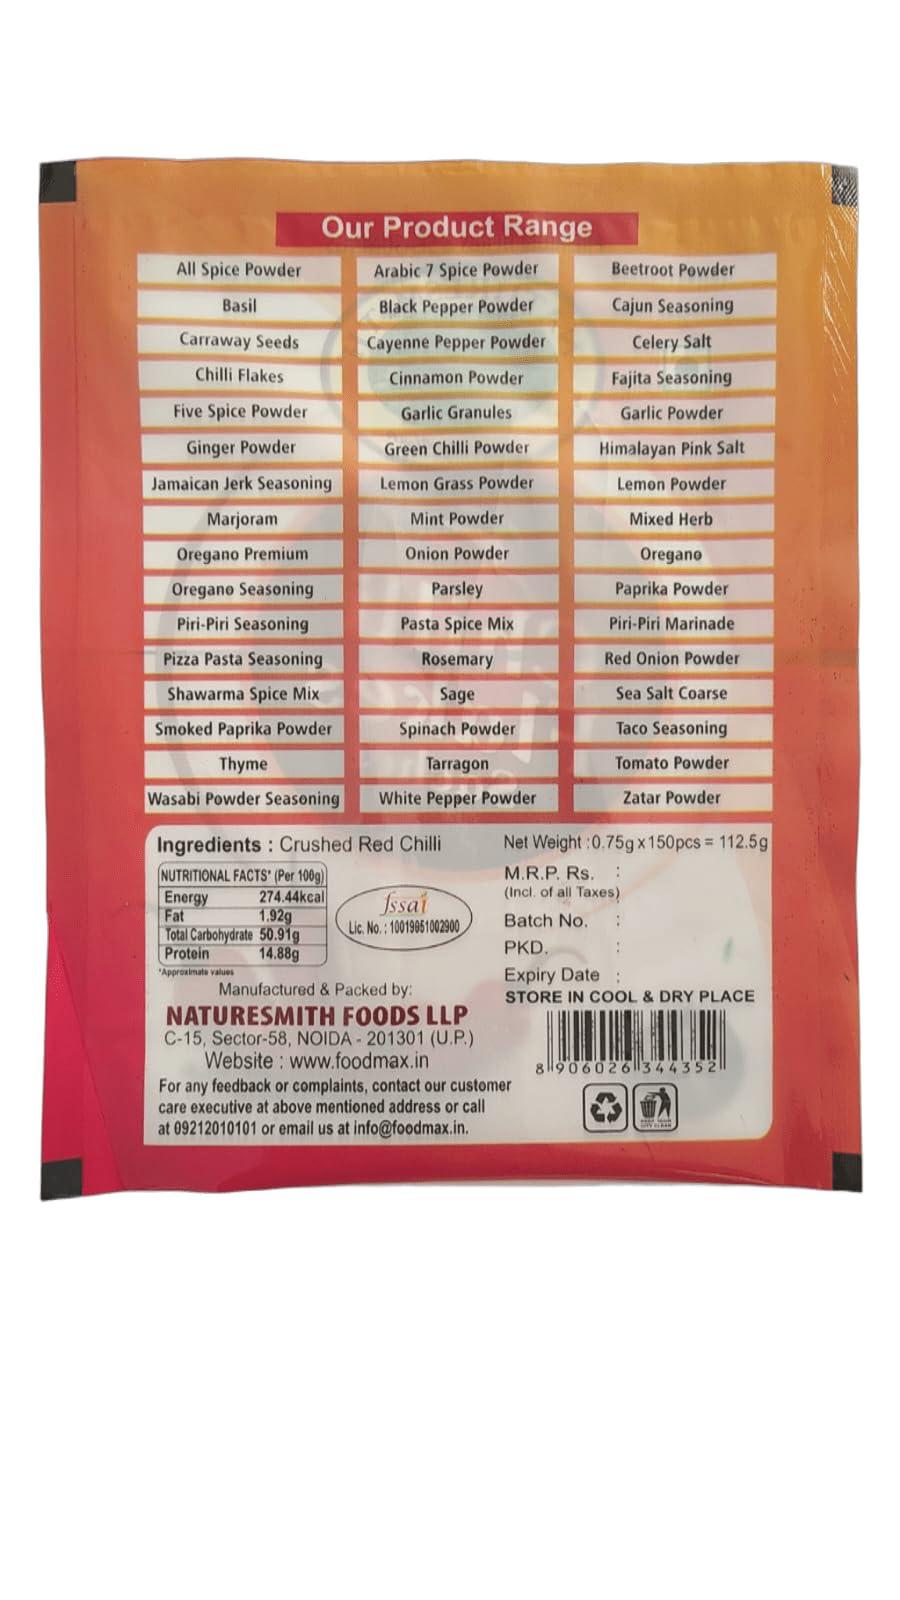 Our Product Range
All Spice Powder Arabic 7 Spice Powder Beetroot Powder
Basil Black Pepper Powder Cajun Seasoning
Carraway Seeds Cayenne Pepper Powder Celery Salt
Chilli Flakes Cinnamon Powder Fajita Seasoning
Five Spice Powder Garlic Granules Garlic Powder
Ginger Powder Green Chilli Powder Himalayan Pink Salt
Jamaican Jerk Seasoning Lemon Grass Powder Lemon Powder
Marjoram Mint Powder Mixed Herb
Oregano Premium Onion Powder Oregano
Oregano Seasoning Parsley Paprika Powder
Piri-Piri Seasoning Pasta Spice Mix Piri-Piri Marinade
Pizza Pasta Seasoning Rosemary Red Onion Powder
Shawarma Spice Mix Sage Sea Salt Coarse
Smoked Paprika Powder Spinach Powder Taco Seasoning
Thyme Tarragon Tomato Powder
Wasabi Powder Seasoning White Pepper Powder Zatar Powder
Ingredients : Crushed Red Chilli
NUTRITIONAL FACTS* (Per 100g)
Energy 274.44kcal
Fat 1.92g
Total Carbohydrate 50.91g
Protein 14.88g
*Approximate values
fssai
Lic. No. : 10019051002900
Manufactured & Packed by:
NATURESMITH FOODS LLP
C-15, Sector-58, NOIDA - 201301 (U.P.)
Website : www.foodmax.in
For any feedback or complaints, contact our customer
care executive at above mentioned address or call
at 09212010101 or email us at info@foodmax.in.
Net Weight :0.75g x 150pcs = 112.5g
M.R.P. Rs. :
(Incl. of all Taxes)
Batch No. :
PKD. :
Expiry Date :
STORE IN COOL & DRY PLACE
8 906026 344352